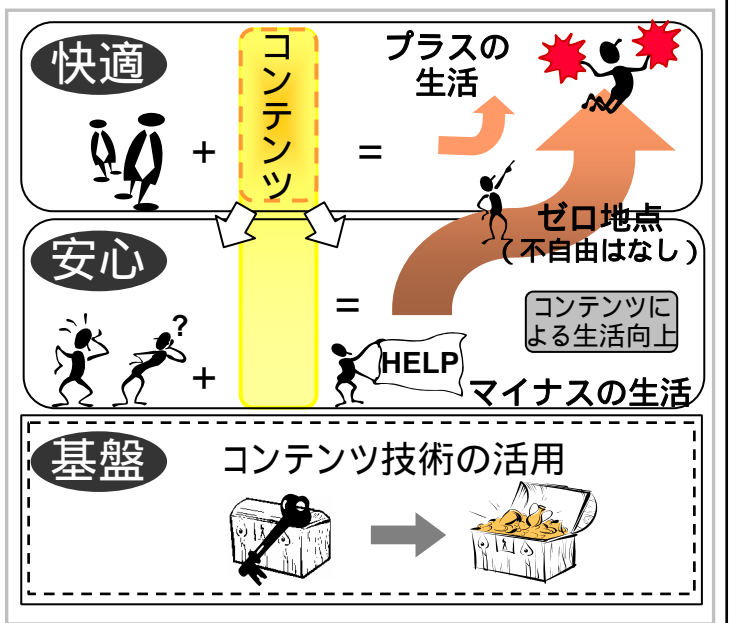 快適
コンテンツ
プラスの
生活
+
=
ゼロ地点
(不自由はなし)
安心
?
+
=
HELP
コンテンツに
よる生活向上
マイナスの生活
基盤
コンテンツ技術の活用